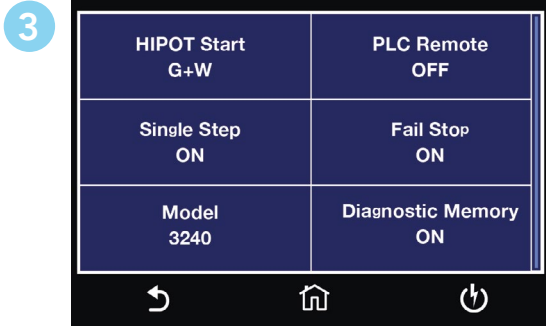 3
HIPOT Start
G+W
PLC Remote
OFF
Single Step
ON
Fail Stop
ON
Model
3240
Diagnostic Memory
ON